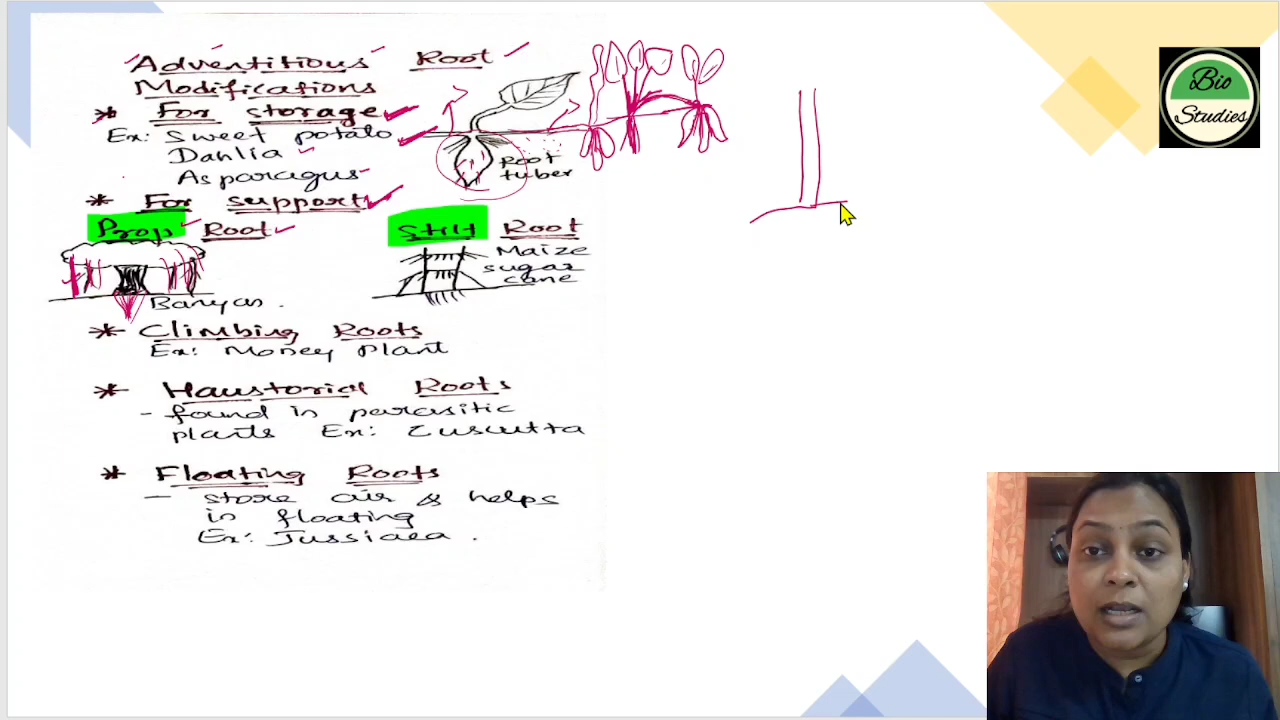 Adventitious Root
Modifications
* For storage
Ex: Sweet potato
Dahlia
Asparagus
Root
tuber
* For support
Prop Root
Banyan.
Stilt Root
Maize
sugar
cane
* Climbing Roots
Ex: Money plant
* Haustorial Roots
- found in parasitic
plants Ex: Cuscutta
* Floating Roots
- store air & helps
in floating
Ex: Jussiaea.
Bio
Studies